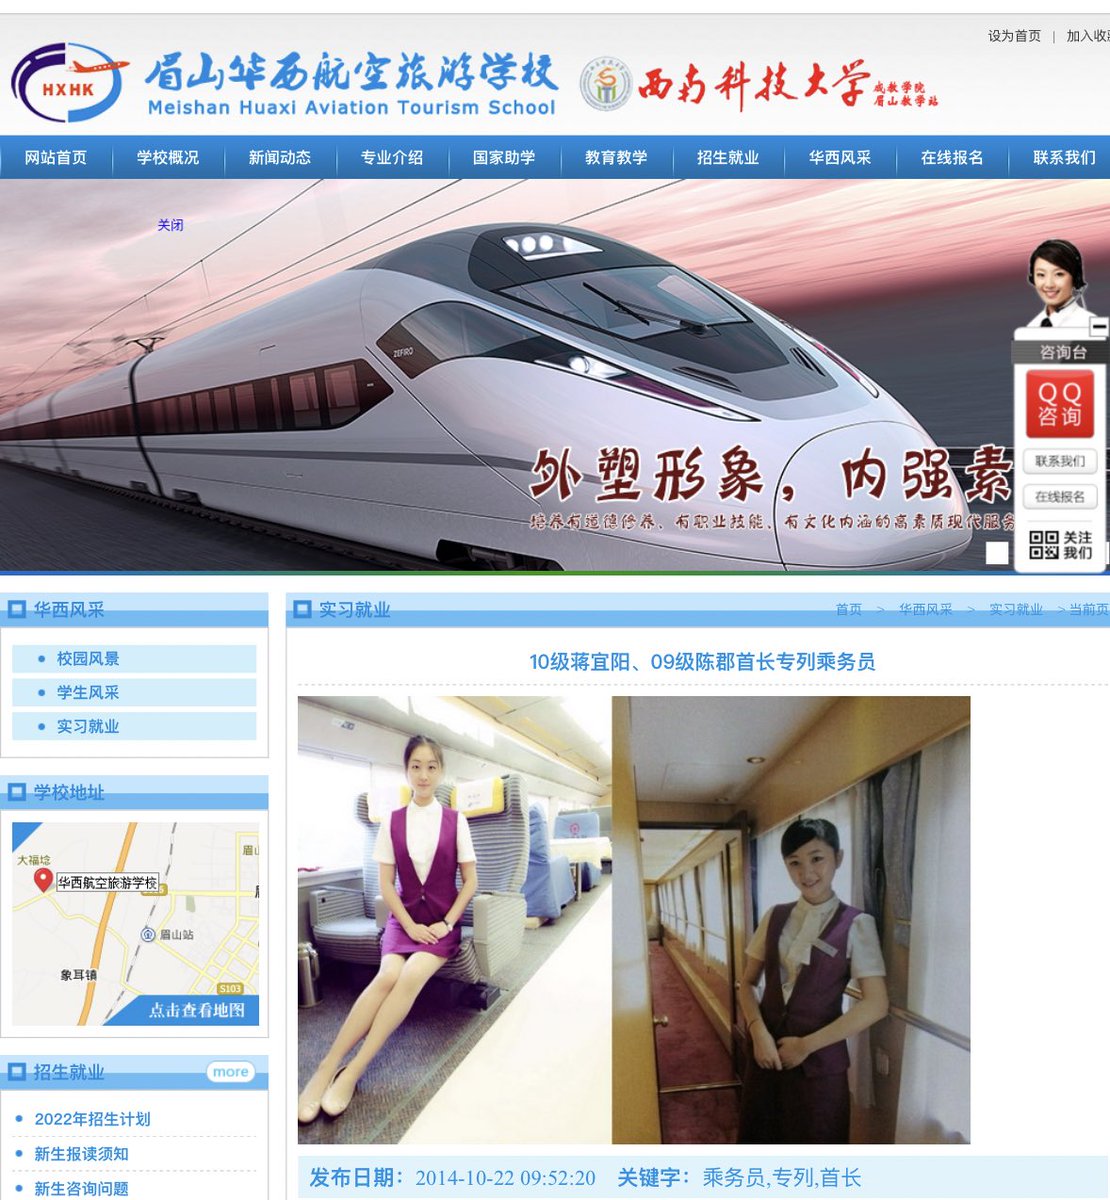 设为首页 | 加入收
HXHK
眉山华西航空旅游学校
Meishan Huaxi Aviation Tourism School
西南科技大学
成教学院
眉山教学站
网站首页 学校概况 新闻动态 专业介绍 国家助学 教育教学 招生就业 华西风采 在线报名 联系我们
关闭
ZEFIRO
外塑形象，内强素
培养有道德修养、有职业技能、有文化内涵的高素质现代服务
咨询台
QQ
咨询
联系我们
在线报名
关注
我们
华西风采
校园风景
学生风采
实习就业
学校地址
大福埝
眉山
华西航空旅游学校
眉山站
象耳镇
S103
点击查看地图
招生就业 more
2022年招生计划
新生报读须知
新生咨询问题
实习就业
首页 > 华西风采 > 实习就业 > 当前页
10级蒋宜阳、09级陈郡首长专列乘务员
发布日期：2014-10-22 09:52:20 关键字：乘务员,专列,首长